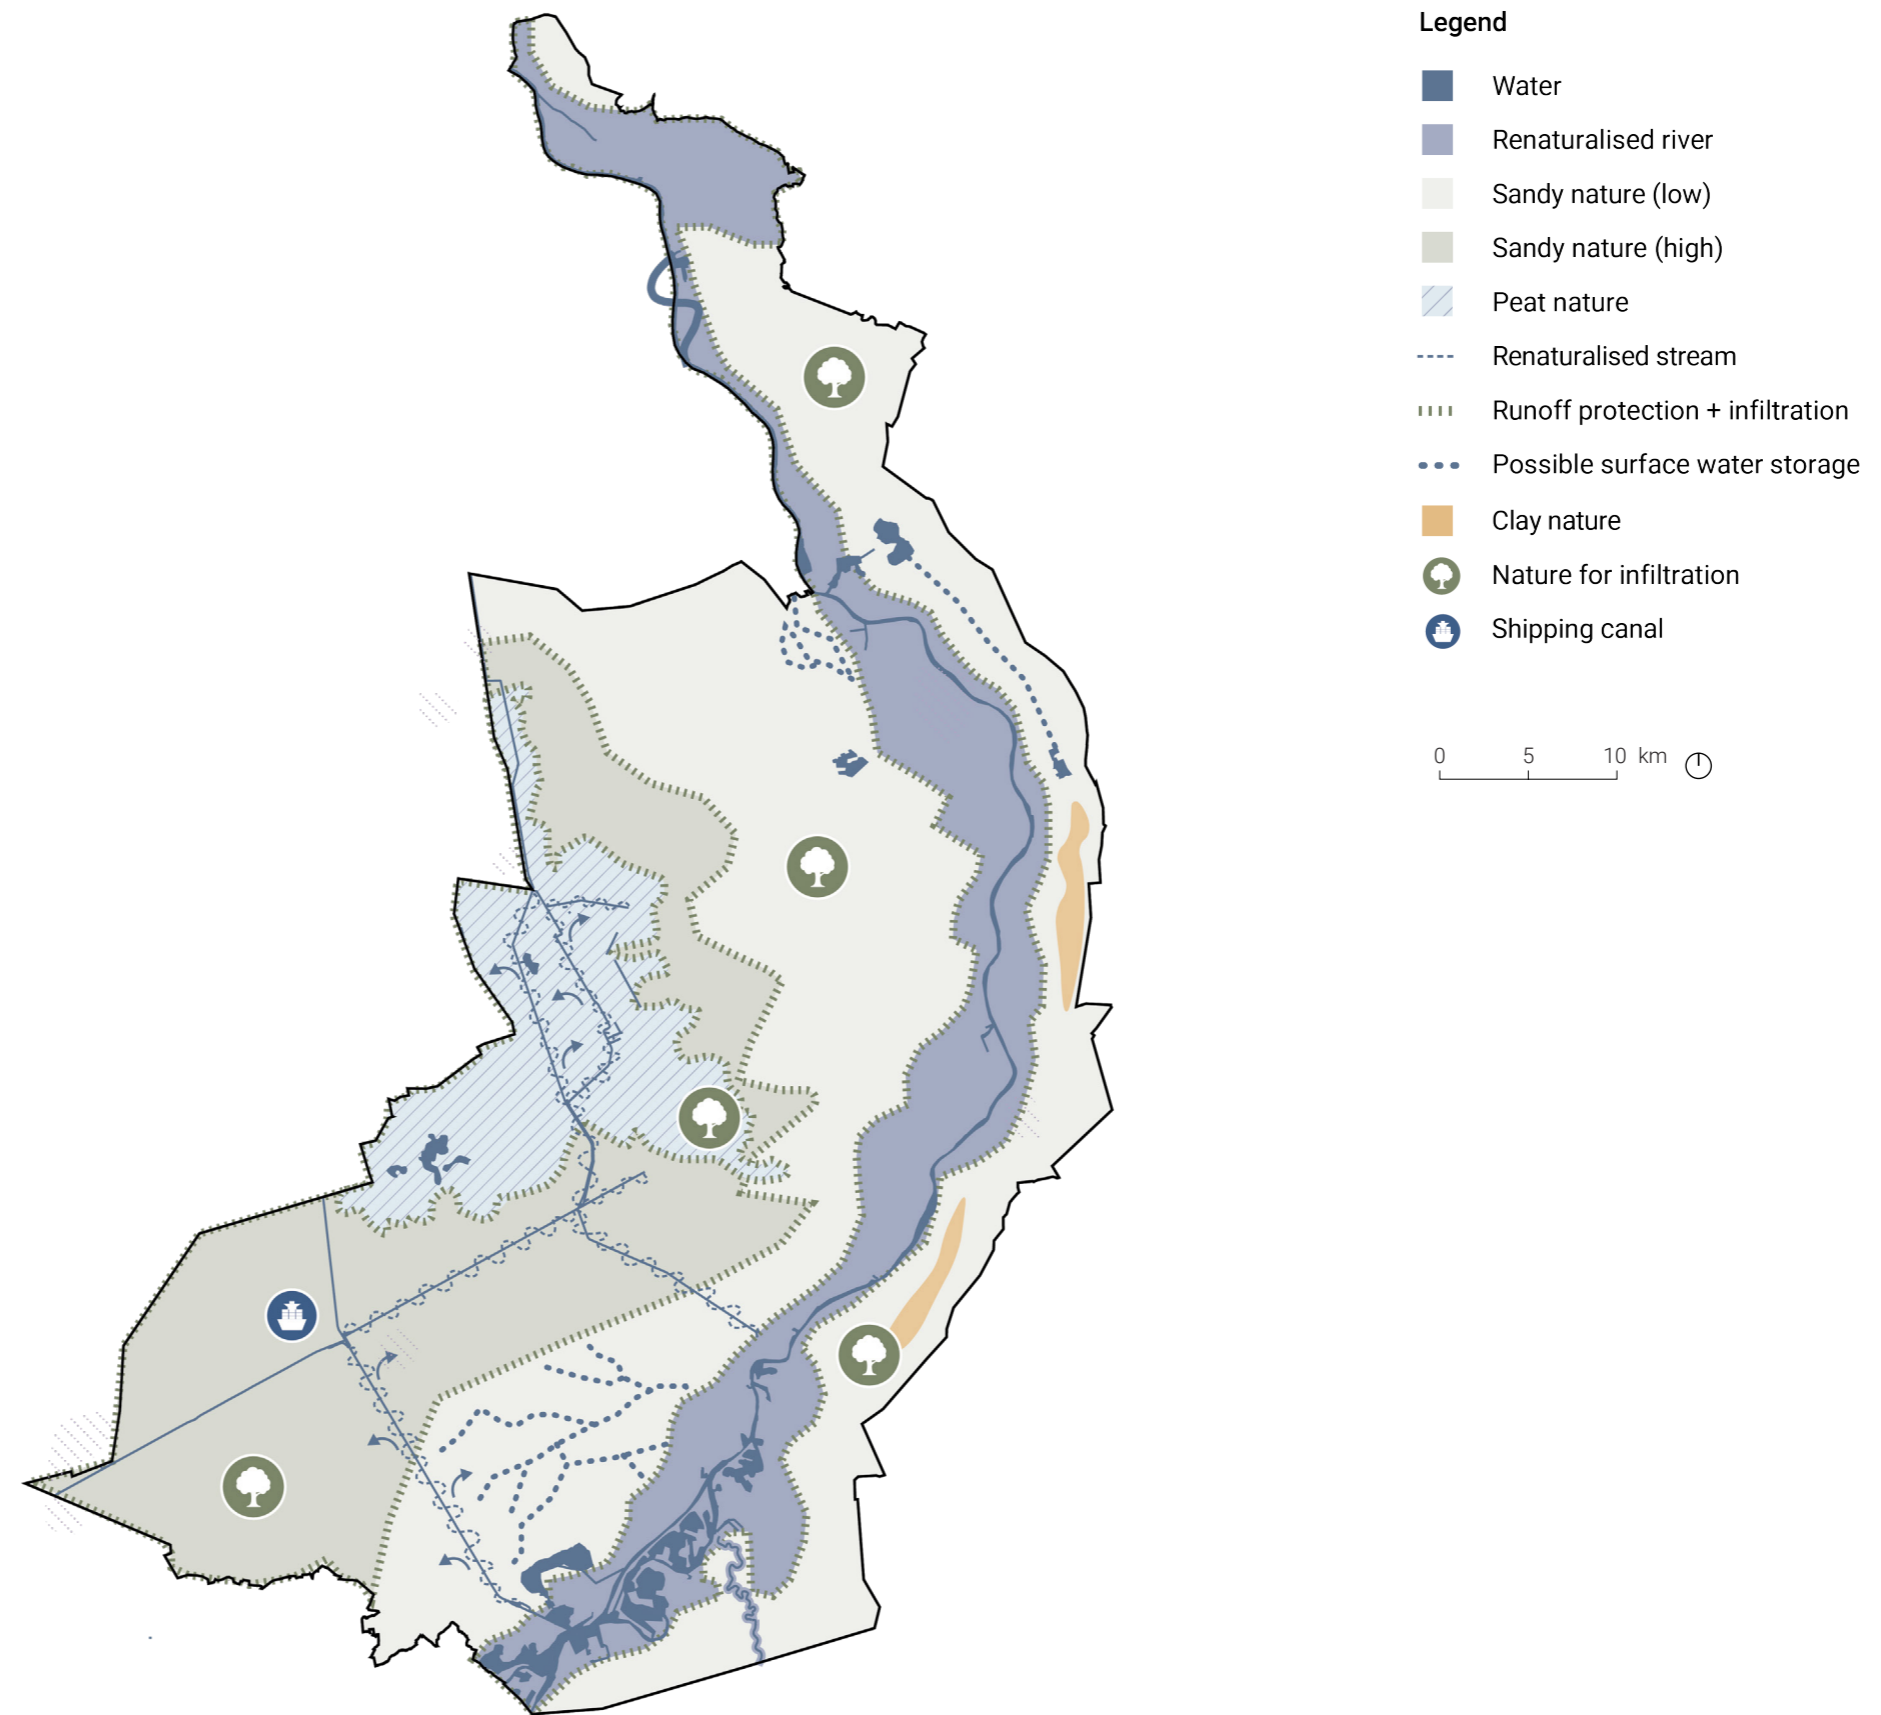 Legend
Water
Renaturalised river
Sandy nature (low)
Sandy nature (high)
Peat nature
Renaturalised stream
Runoff protection + infiltration
Possible surface water storage
Clay nature
Nature for infiltration
Shipping canal
0 5 10 km